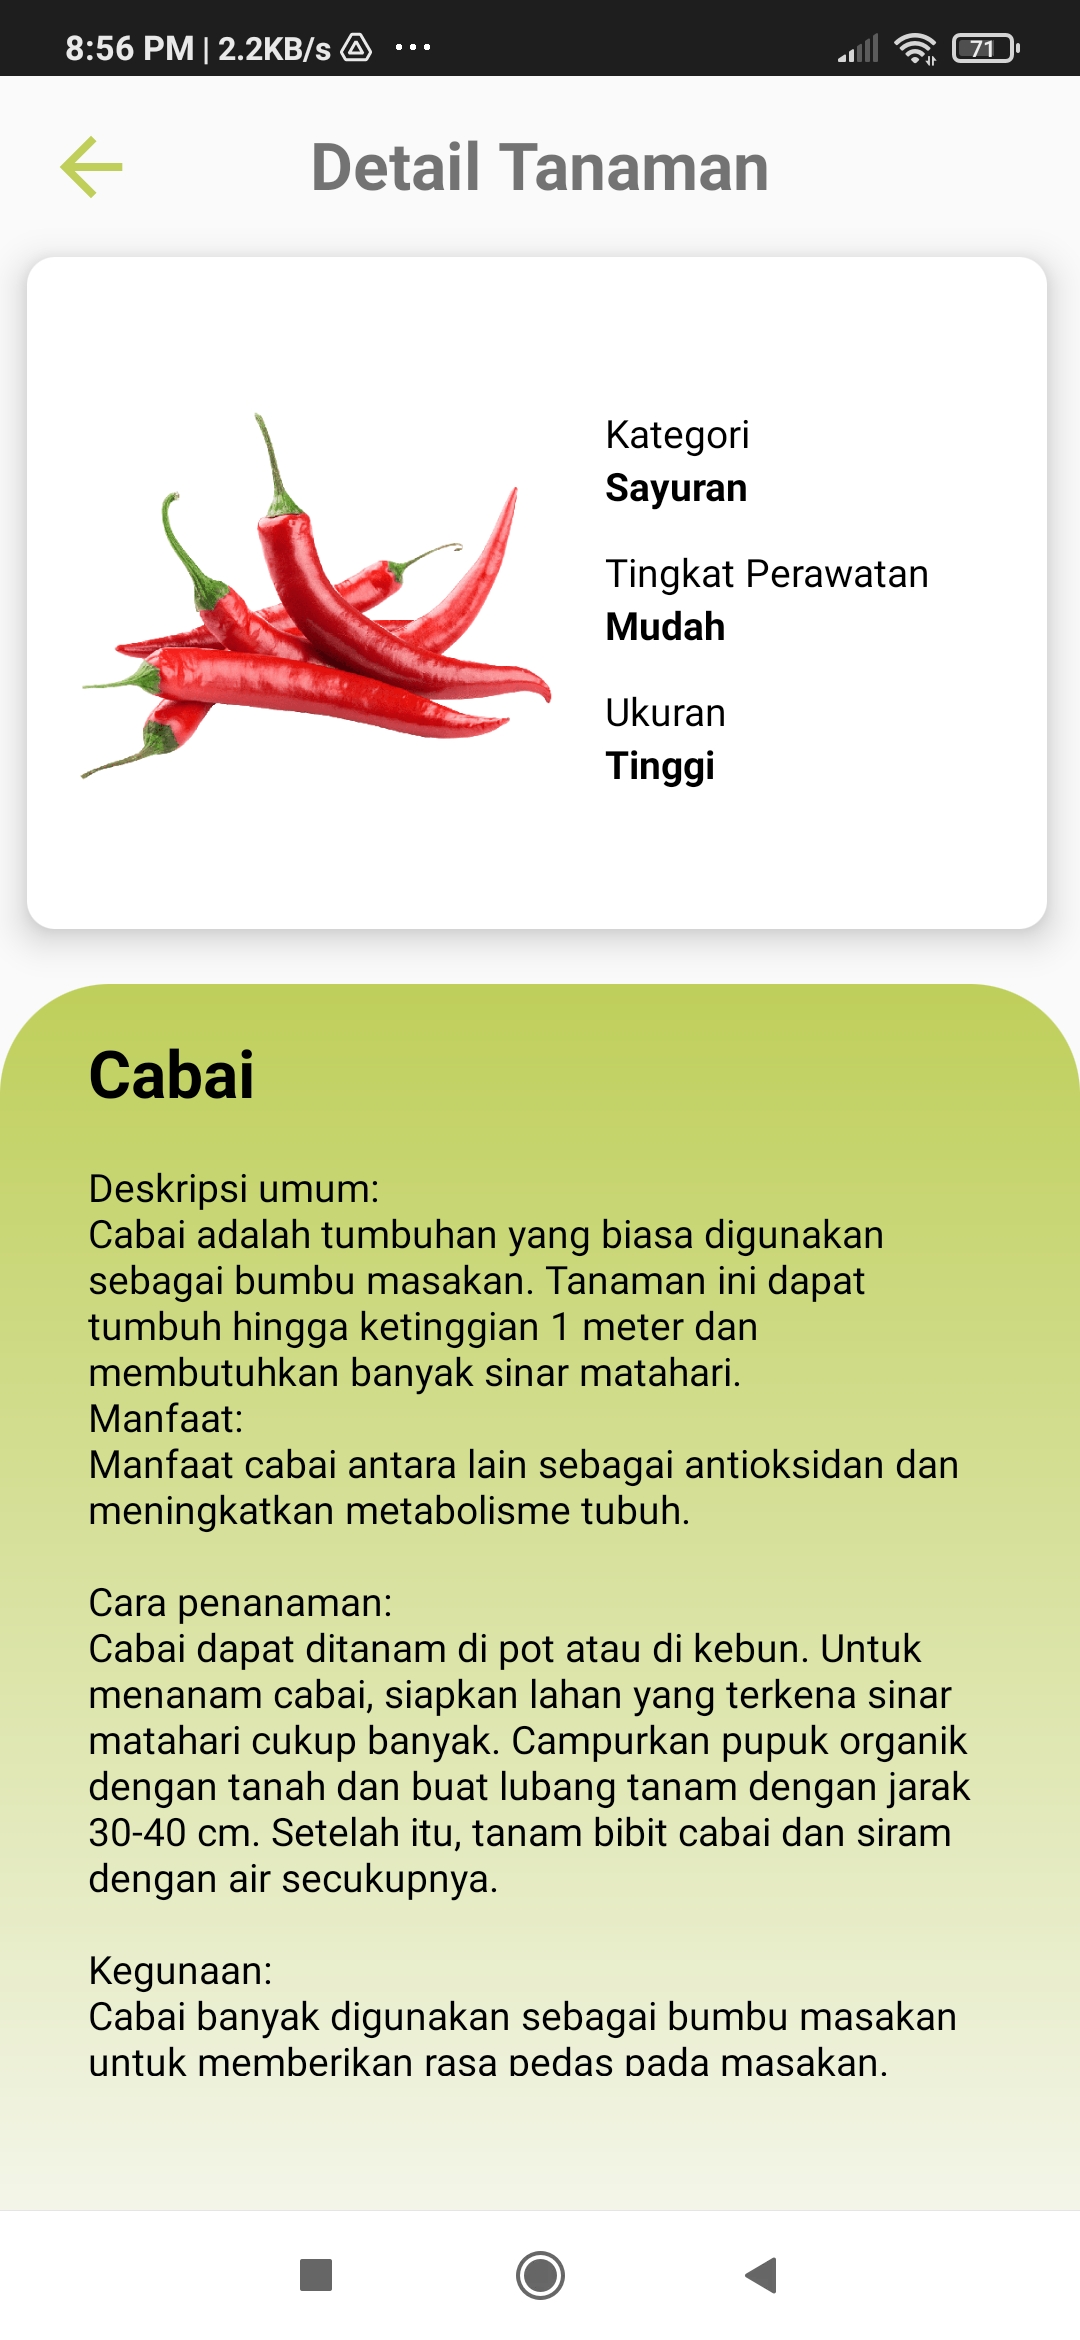 8:56 PM | 2.2KB/s ...
71
Detail Tanaman
Kategori
Sayuran
Tingkat Perawatan
Mudah
Ukuran
Tinggi
Cabai
Deskripsi umum:
Cabai adalah tumbuhan yang biasa digunakan
sebagai bumbu masakan. Tanaman ini dapat
tumbuh hingga ketinggian 1 meter dan
membutuhkan banyak sinar matahari.
Manfaat:
Manfaat cabai antara lain sebagai antioksidan dan
meningkatkan metabolisme tubuh.
Cara penanaman:
Cabai dapat ditanam di pot atau di kebun. Untuk
menanam cabai, siapkan lahan yang terkena sinar
matahari cukup banyak. Campurkan pupuk organik
dengan tanah dan buat lubang tanam dengan jarak
30-40 cm. Setelah itu, tanam bibit cabai dan siram
dengan air secukupnya.
Kegunaan:
Cabai banyak digunakan sebagai bumbu masakan
untuk memberikan rasa pedas pada masakan.